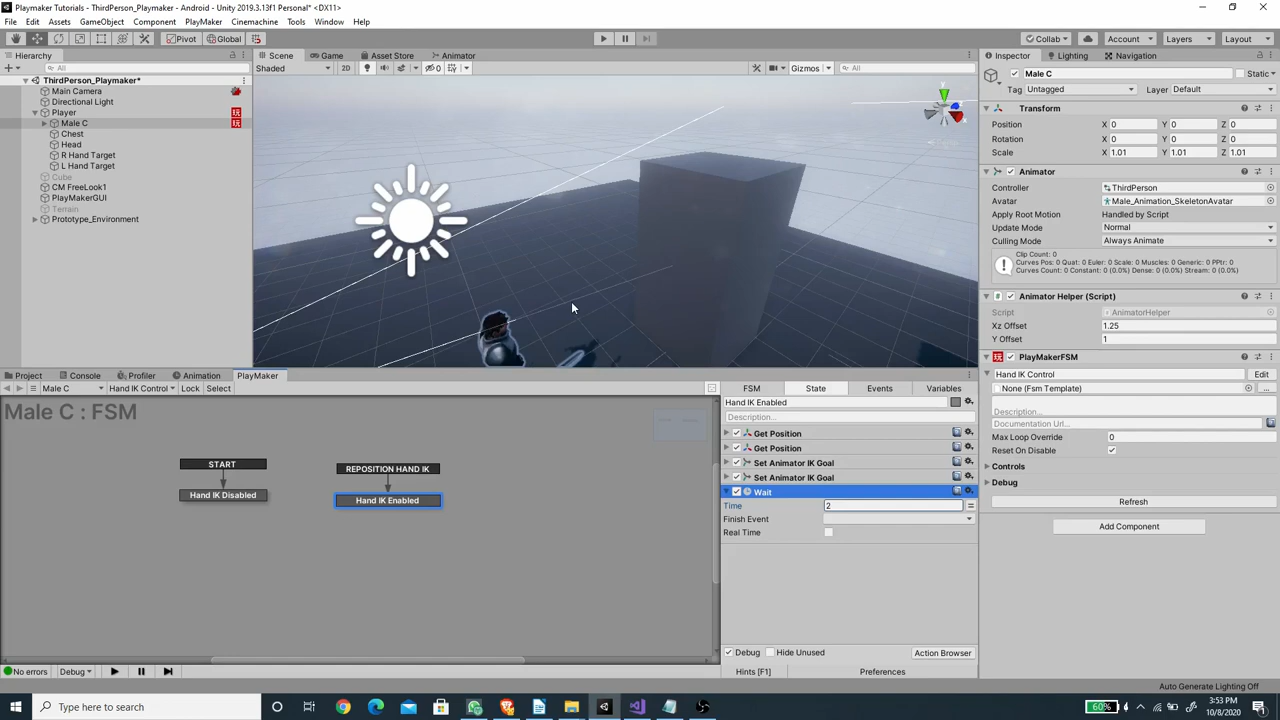 Playmaker Tutorials - ThirdPerson_Playmaker - Android - Unity 2019.3.13f1 Personal* <DX11>
File Edit Assets GameObject Component PlayMaker Cinemachine Tools Window Help
Pivot Global Collab Account Layers Layout
Hierarchy Scene Game Asset Store Animator Inspector Lighting Navigation
All Shaded 2D 0 Gizmos All
ThirdPerson_Playmaker*
Main Camera
Directional Light
Player
Male C
Chest
Head
R Hand Target
L Hand Target
Cube
CM FreeLook1
PlayMakerGUI
Terrain
Prototype_Environment
Male C Static
Tag Untagged Layer Default
Transform
Position X 0 Y 0 Z 0
Rotation X 0 Y 0 Z 0
Scale X 1.01 Y 1.01 Z 1.01
Animator
Controller ThirdPerson
Avatar Male_Animation_SkeletonAvatar
Apply Root Motion Handled by Script
Update Mode Normal
Culling Mode Always Animate
Clip Count: 0
Curves Pos: 0 Quat: 0 Euler: 0 Scale: 0 Muscles: 0 Generic: 0 PPtr: 0
Curves Count: 0 Constant: 0 (0.0%) Dense: 0 (0.0%) Stream: 0 (0.0%)
Animator Helper (Script)
Script AnimatorHelper
Xz Offset 1.25
Y Offset 1
PlayMakerFSM
Hand IK Control Edit
None (Fsm Template) ...
Description...
Documentation Url...
Max Loop Override 0
Reset On Disable
Controls
Debug
Refresh
Add Component
Project Console Profiler Animation PlayMaker
Male C Hand IK Control Lock Select
Male C : FSM
START
Hand IK Disabled
REPOSITION HAND IK
Hand IK Enabled
FSM State Events Variables
Hand IK Enabled
Description...
Get Position
Get Position
Set Animator IK Goal
Set Animator IK Goal
Wait
Time 2 =
Finish Event
Real Time
Debug Hide Unused Action Browser
No errors Debug Hints [F1] Preferences
Auto Generate Lighting Off
Type here to search
60%
3:53 PM
10/8/2020